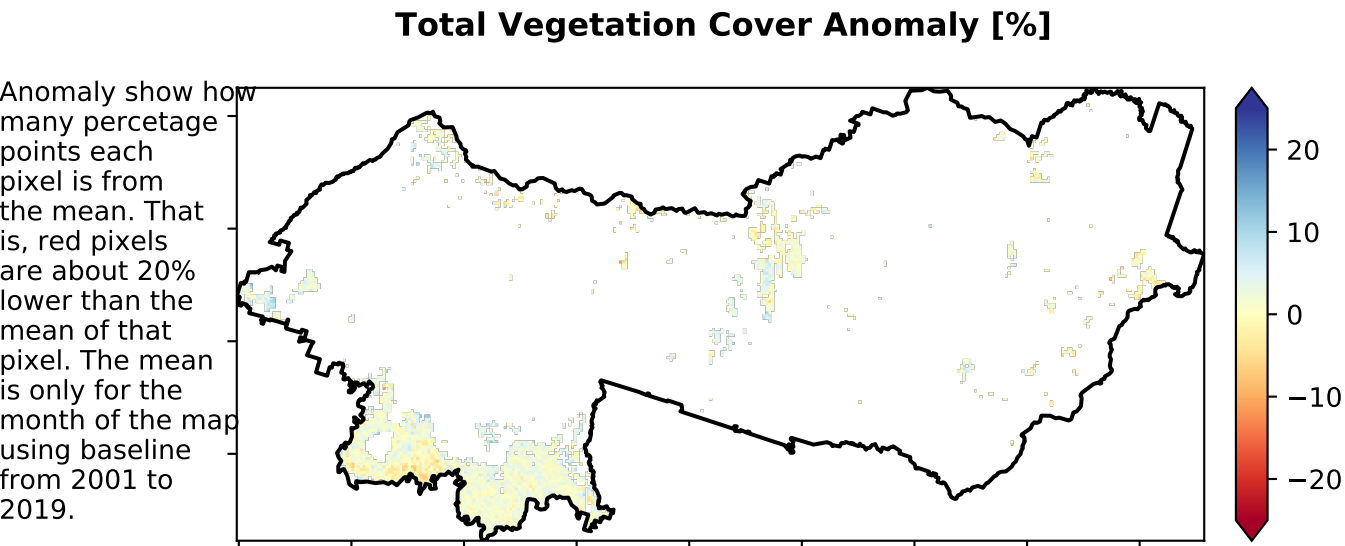 Total Vegetation Cover Anomaly [%]
Anomaly show how
many percetage
points each
pixel is from
the mean. That
is, red pixels
are about 20%
lower than the
mean of that
pixel. The mean
is only for the
month of the map
using baseline
from 2001 to
2019.
20
10
0
−10
−20